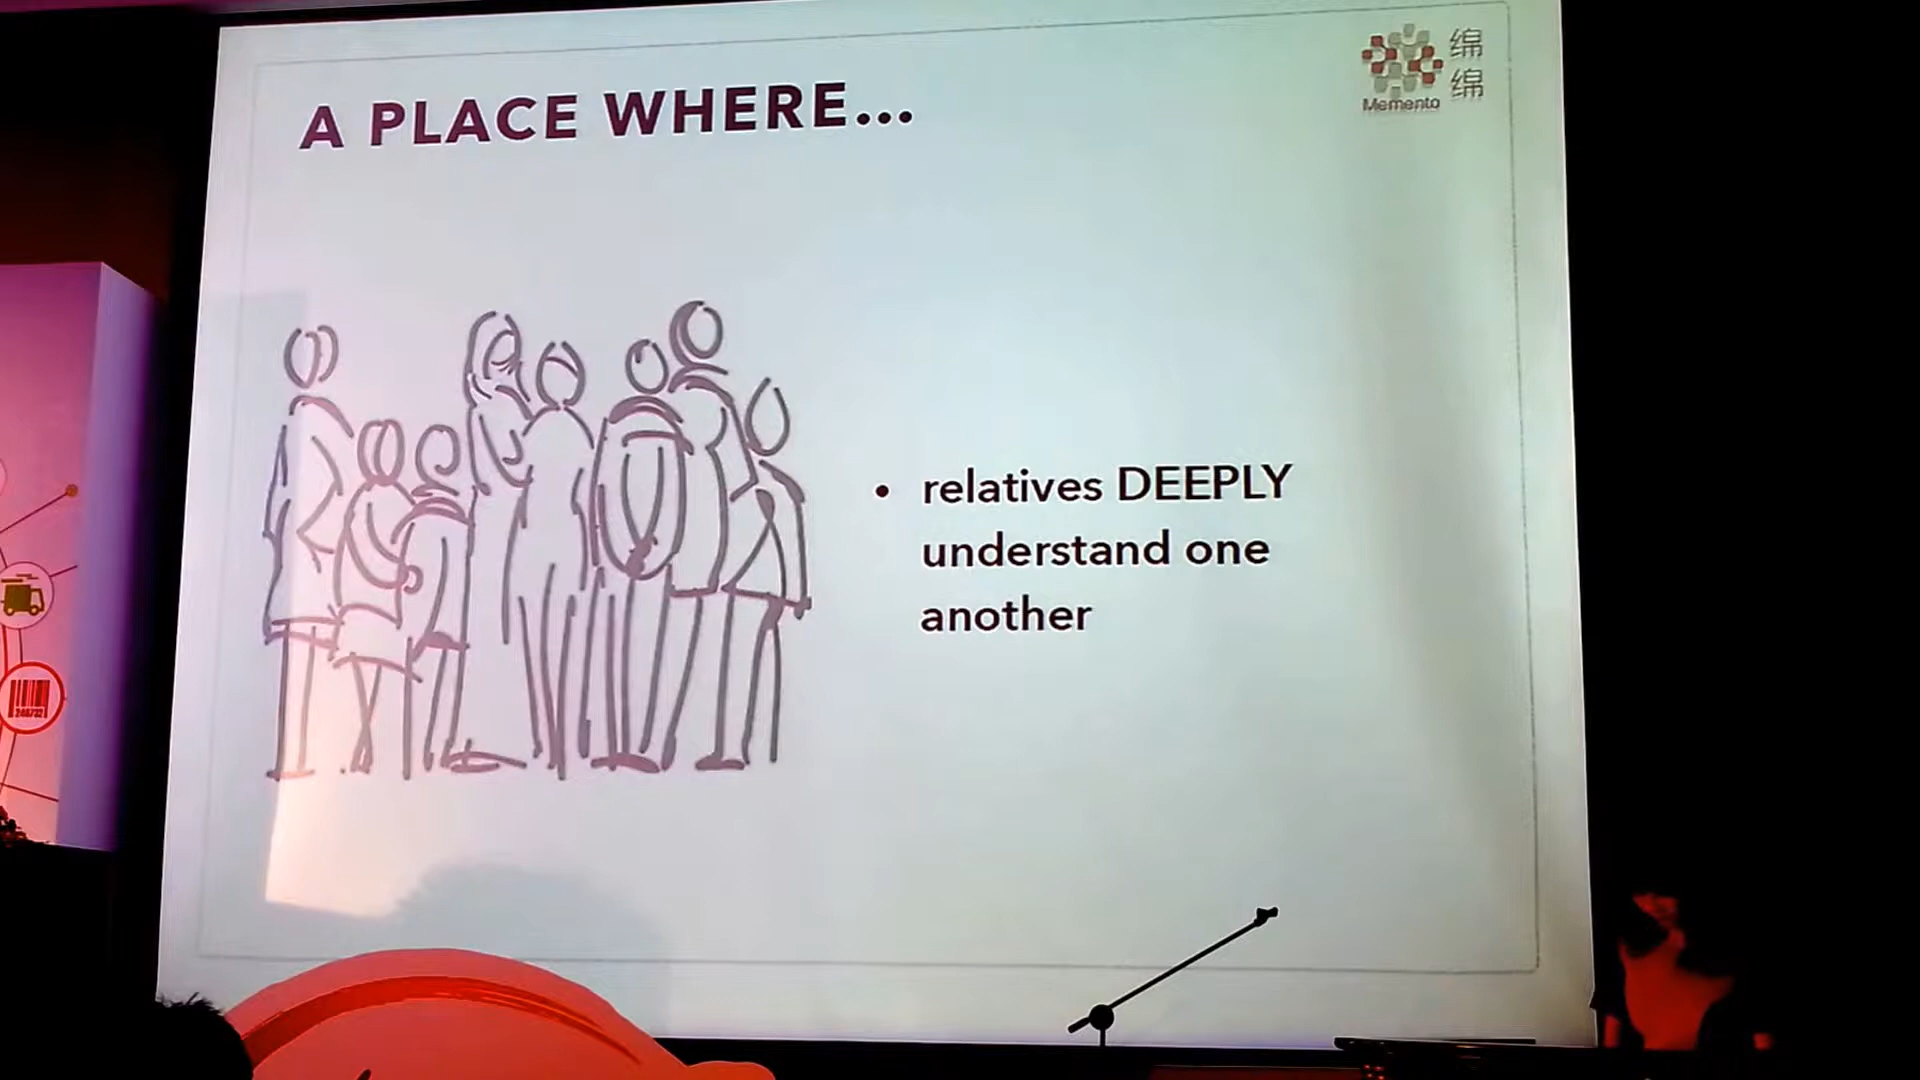 A PLACE WHERE...
绵
绵
Memento
• relatives DEEPLY
understand one
another